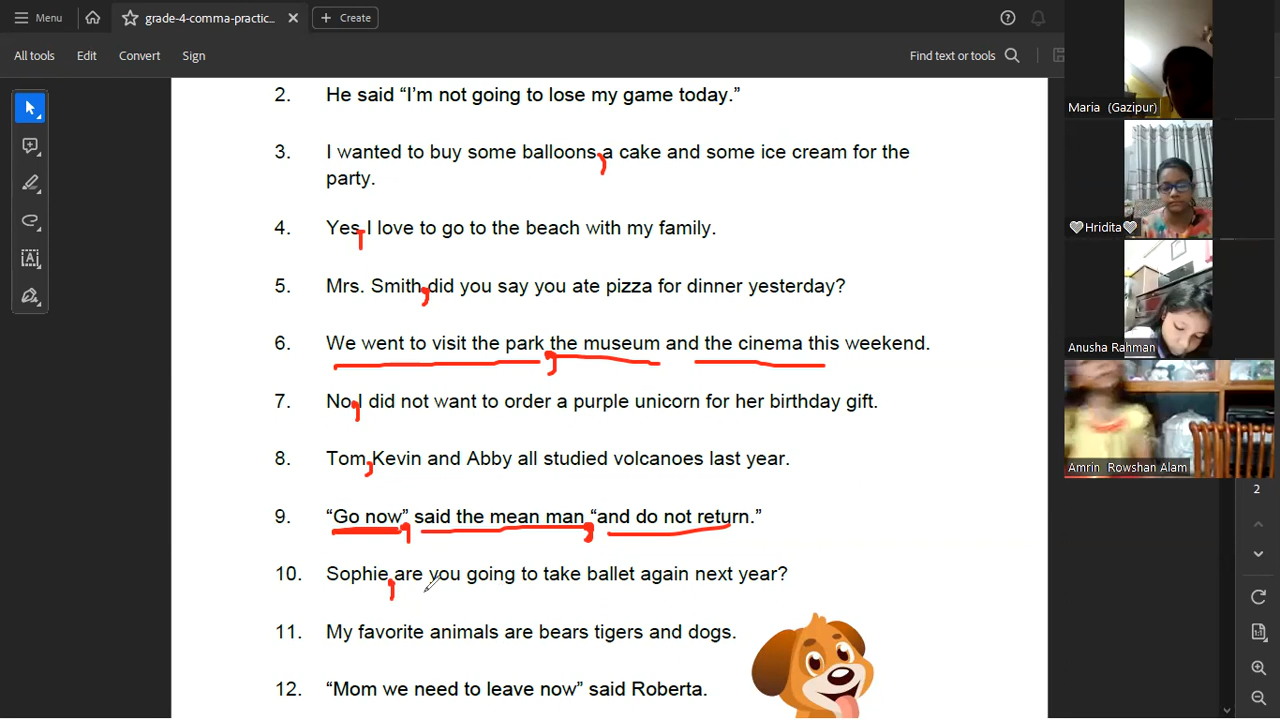 Menu
grade-4-comma-practic...
Create
All tools
Edit
Convert
Sign
Find text or tools
2. He said “I’m not going to lose my game today.”
3. I wanted to buy some balloons, a cake and some ice cream for the
party.
4. Yes, I love to go to the beach with my family.
5. Mrs. Smith, did you say you ate pizza for dinner yesterday?
6. We went to visit the park, the museum and the cinema this weekend.
7. No, I did not want to order a purple unicorn for her birthday gift.
8. Tom, Kevin and Abby all studied volcanoes last year.
9. “Go now”, said the mean man, “and do not return.”
10. Sophie, are you going to take ballet again next year?
11. My favorite animals are bears tigers and dogs.
12. “Mom we need to leave now” said Roberta.
Maria (Gazipur)
🤍Hridita🤍
Anusha Rahman
Amrin Rowshan Alam
2
1:1